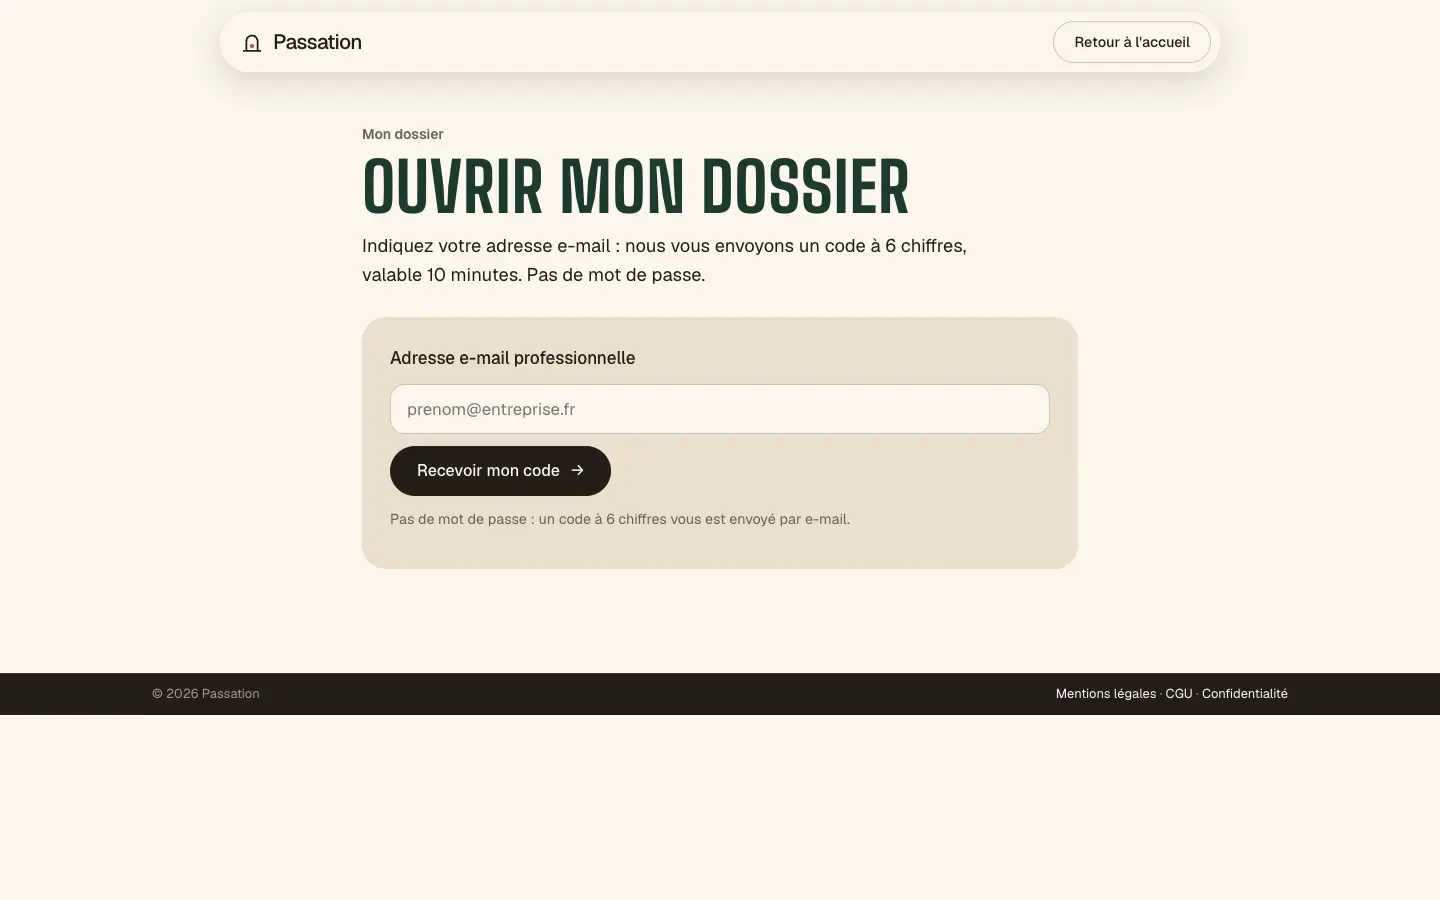 Passation
Retour à l'accueil
Mon dossier
OUVRIR MON DOSSIER
Indiquez votre adresse e-mail : nous vous envoyons un code à 6 chiffres,
valable 10 minutes. Pas de mot de passe.
Adresse e-mail professionnelle
prenom@entreprise.fr
Recevoir mon code →
Pas de mot de passe : un code à 6 chiffres vous est envoyé par e-mail.
© 2026 Passation
Mentions légales · CGU · Confidentialité